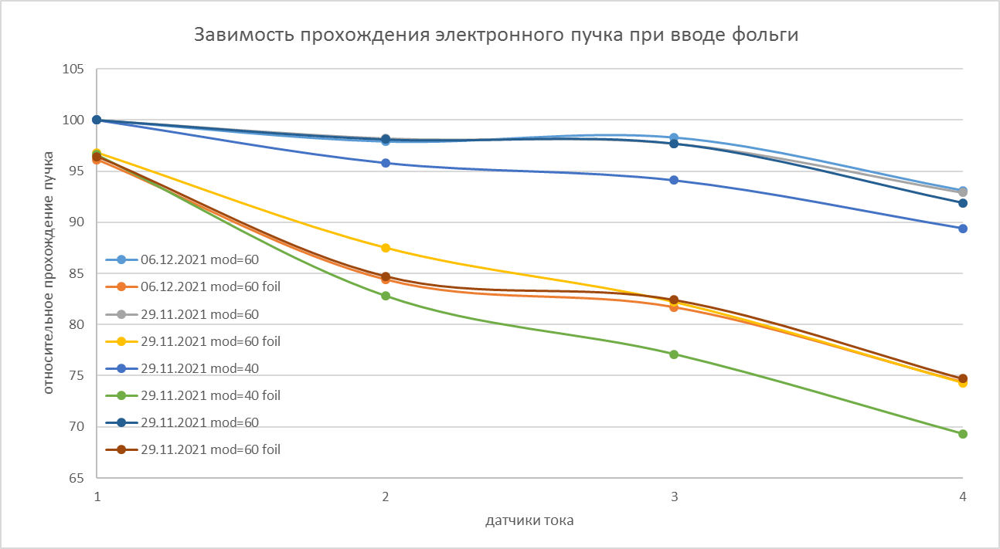 Завимость прохождения электронного пучка при вводе фольги
105
100
95
90
85
80
75
70
65
относительное прохождение пучка
06.12.2021 mod=60
06.12.2021 mod=60 foil
29.11.2021 mod=60
29.11.2021 mod=60 foil
29.11.2021 mod=40
29.11.2021 mod=40 foil
29.11.2021 mod=60
29.11.2021 mod=60 foil
1 2 3 4
датчики тока